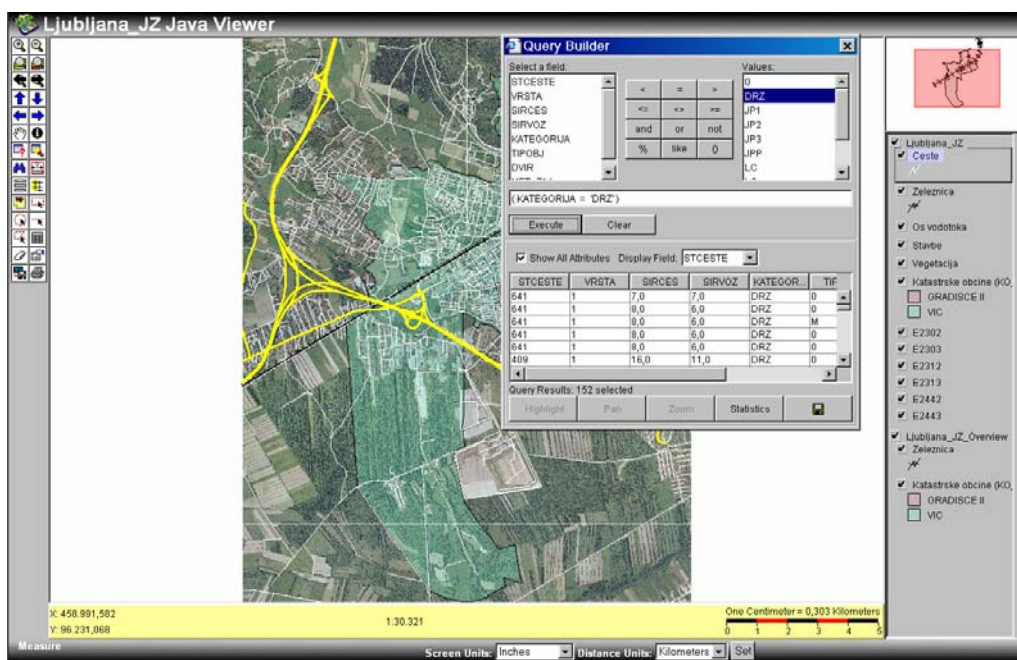 Ljubljana_JZ Java Viewer
Query Builder
Select a field:
STCESTE
VRSTA
SIRCES
SIRVOZ
KATEGORIJA
TIPOBJ
DVIR
< = >
<= <> >=
and or not
% like ()
Values:
0
DRZ
JP1
JP2
JP3
JPP
LC
(KATEGORIJA = 'DRZ')
Execute Clear
Show All Attributes Display Field: STCESTE
STCESTE VRSTA SIRCES SIRVOZ KATEGOR... TIF
641 1 7,0 7,0 DRZ 0
641 1 8,0 6,0 DRZ 0
641 1 8,0 6,0 DRZ M
641 1 8,0 6,0 DRZ 0
641 1 8,0 6,0 DRZ 0
409 1 16,0 11,0 DRZ 0
Query Results: 152 selected
Highlight Pan Zoom Statistics
Ljubljana_JZ
Ceste
Zeleznica
Os vodotoka
Stavbe
Vegetacija
Katastrske obcine (KO_
GRADISCE II
VIC
E2302
E2303
E2312
E2313
E2442
E2443
Ljubljana_JZ_Overview
Zeleznica
Katastrske obcine (KO_
GRADISCE II
VIC
X: 458.991,582
Y: 96.231,068
1:30.321
One Centimeter = 0,303 Kilometers
0 1 2 3 4 5
Measure
Screen Units: Inches Distance Units: Kilometers Set